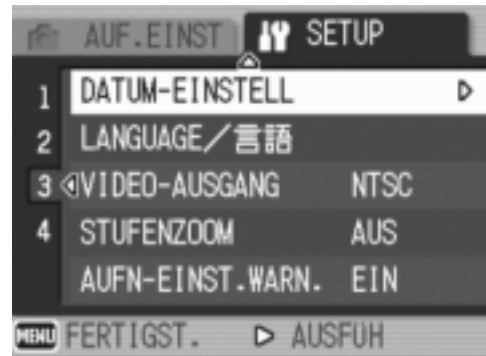 AUF.EINST SETUP
1 DATUM-EINSTELL
2 LANGUAGE/言語
3 VIDEO-AUSGANG NTSC
4 STUFENZOOM AUS
AUFN-EINST.WARN. EIN
MENU FERTIGST. AUSFÜH